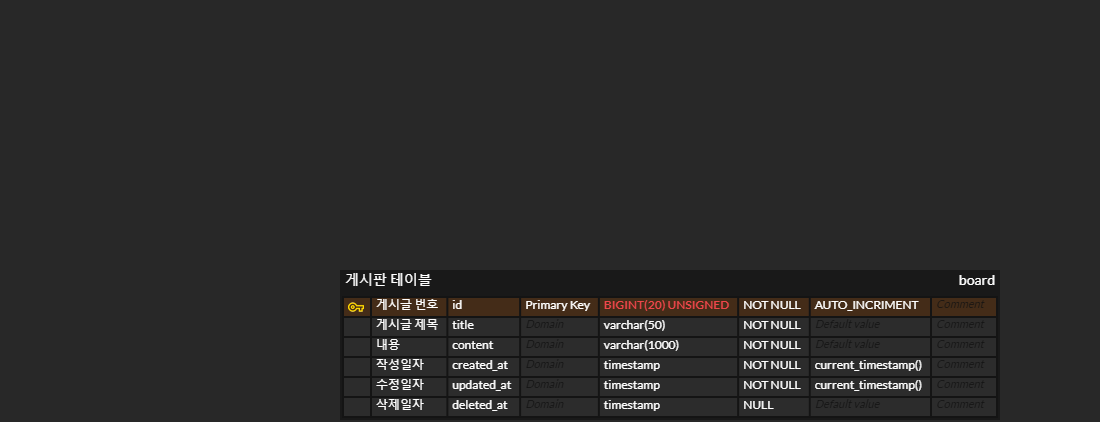 게시판 테이블 board
게시글 번호 id Primary Key BIGINT(20) UNSIGNED NOT NULL AUTO_INCRIMENT Comment
게시글 제목 title Domain varchar(50) NOT NULL Default value Comment
내용 content Domain varchar(1000) NOT NULL Default value Comment
작성일자 created_at Domain timestamp NOT NULL current_timestamp() Comment
수정일자 updated_at Domain timestamp NOT NULL current_timestamp() Comment
삭제일자 deleted_at Domain timestamp NULL Default value Comment